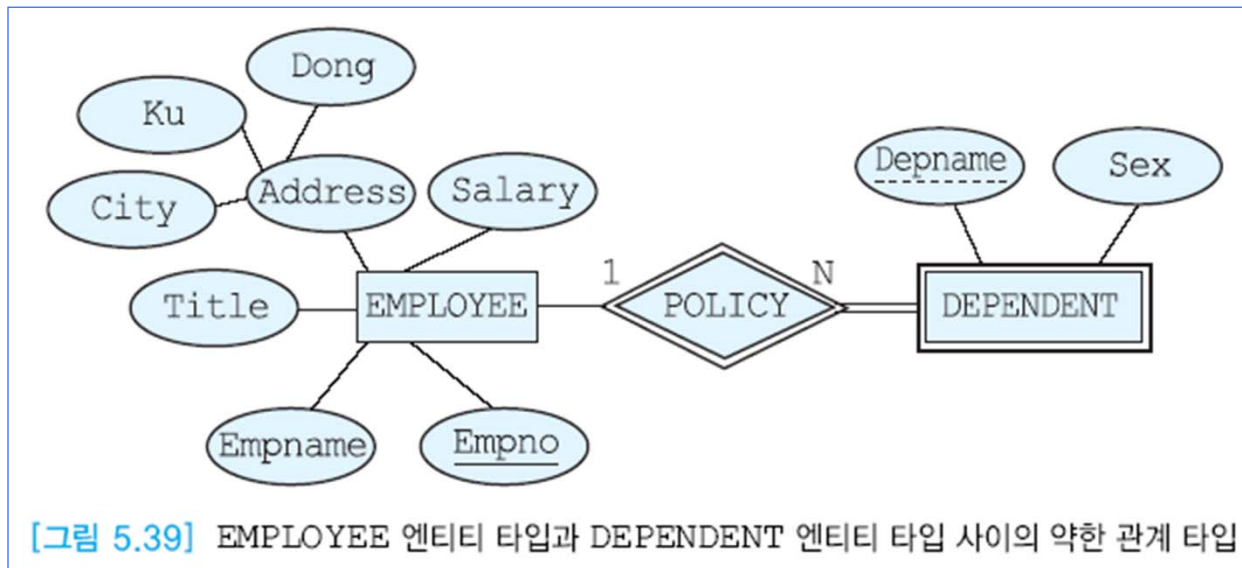 Dong
Ku
City
Address
Salary
Depname
Sex
Title
EMPLOYEE
1
POLICY
N
DEPENDENT
Empname
Empno
[그림 5.39] EMPLOYEE 엔티티 타입과 DEPENDENT 엔티티 타입 사이의 약한 관계 타입